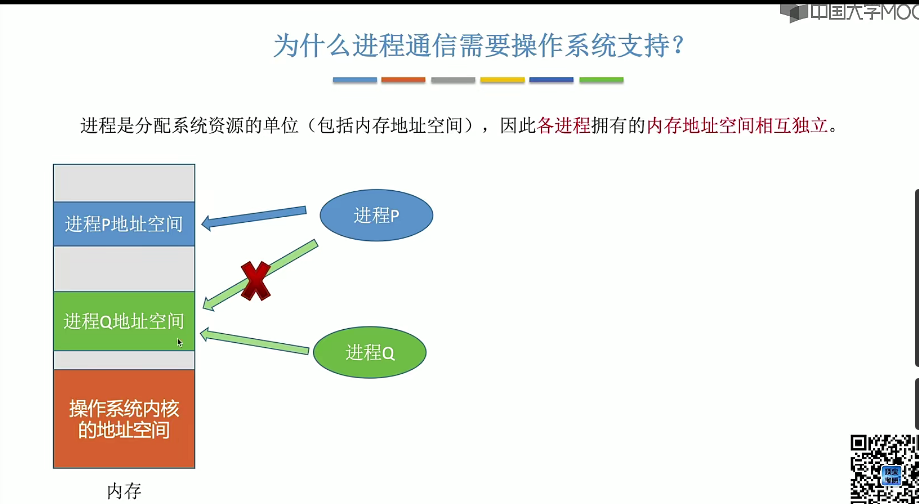 中国大学MOC
为什么进程通信需要操作系统支持？
进程是分配系统资源的单位（包括内存地址空间），因此各进程拥有的内存地址空间相互独立。
进程P地址空间
进程P
进程Q地址空间
进程Q
操作系统内核
的地址空间
内存